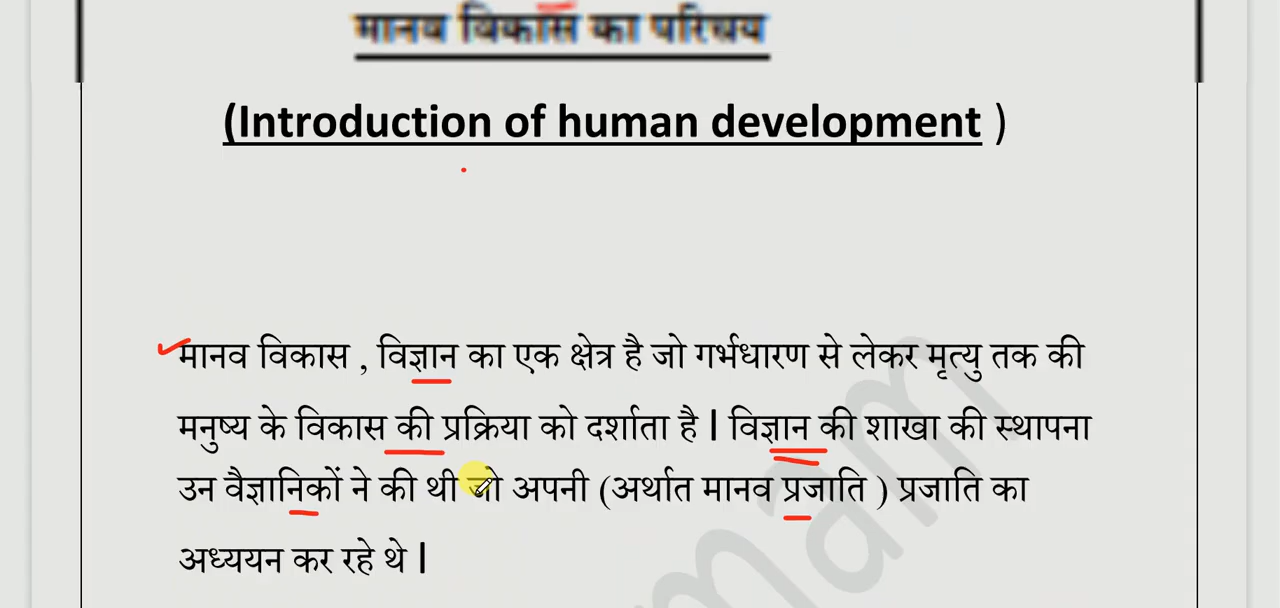 मानव विकास का परिचय
(Introduction of human development )
मानव विकास , विज्ञान का एक क्षेत्र है जो गर्भधारण से लेकर मृत्यु तक की
मनुष्य के विकास की प्रक्रिया को दर्शाता है | विज्ञान की शाखा की स्थापना
उन वैज्ञानिकों ने की थी जो अपनी (अर्थात मानव प्रजाति ) प्रजाति का
अध्ययन कर रहे थे |